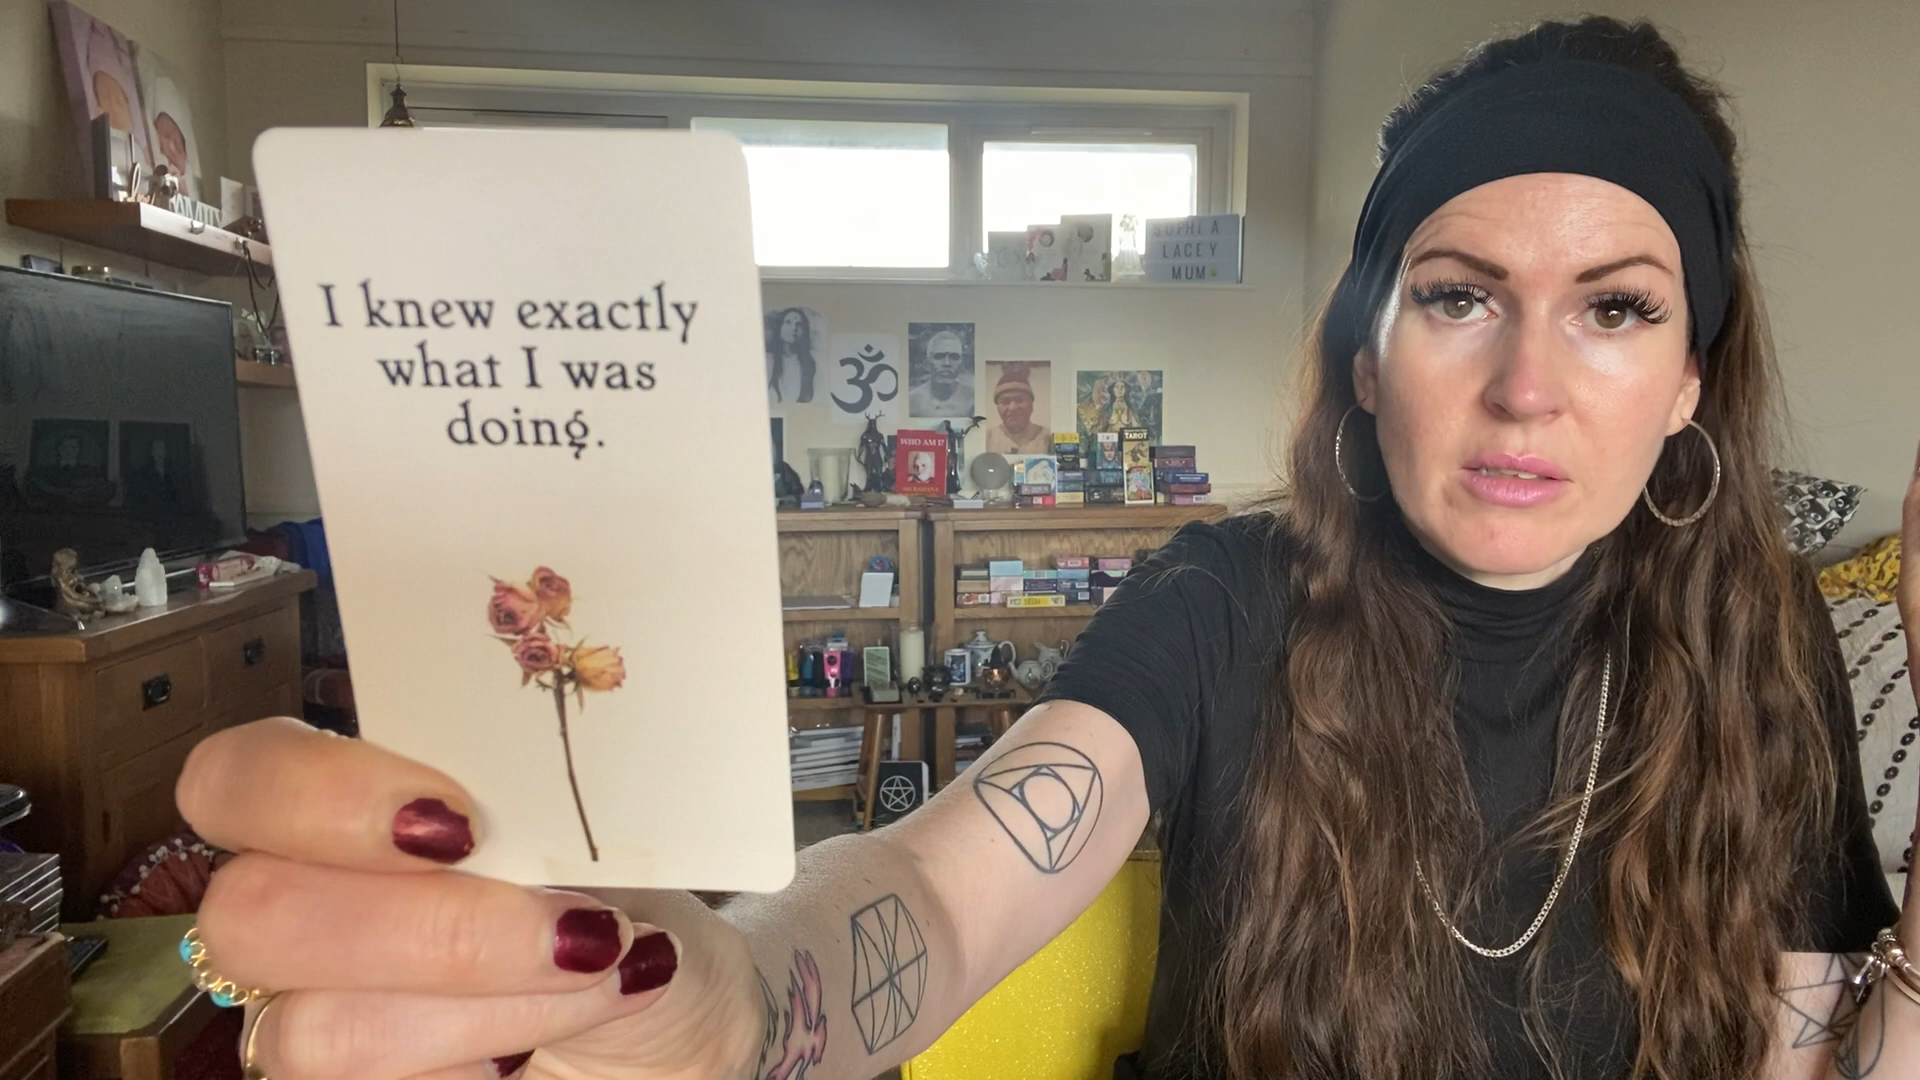 I knew exactly
what I was
doing.
SOPHIA
LACEY
MUM
ॐ
WHO AM I?
TAROT